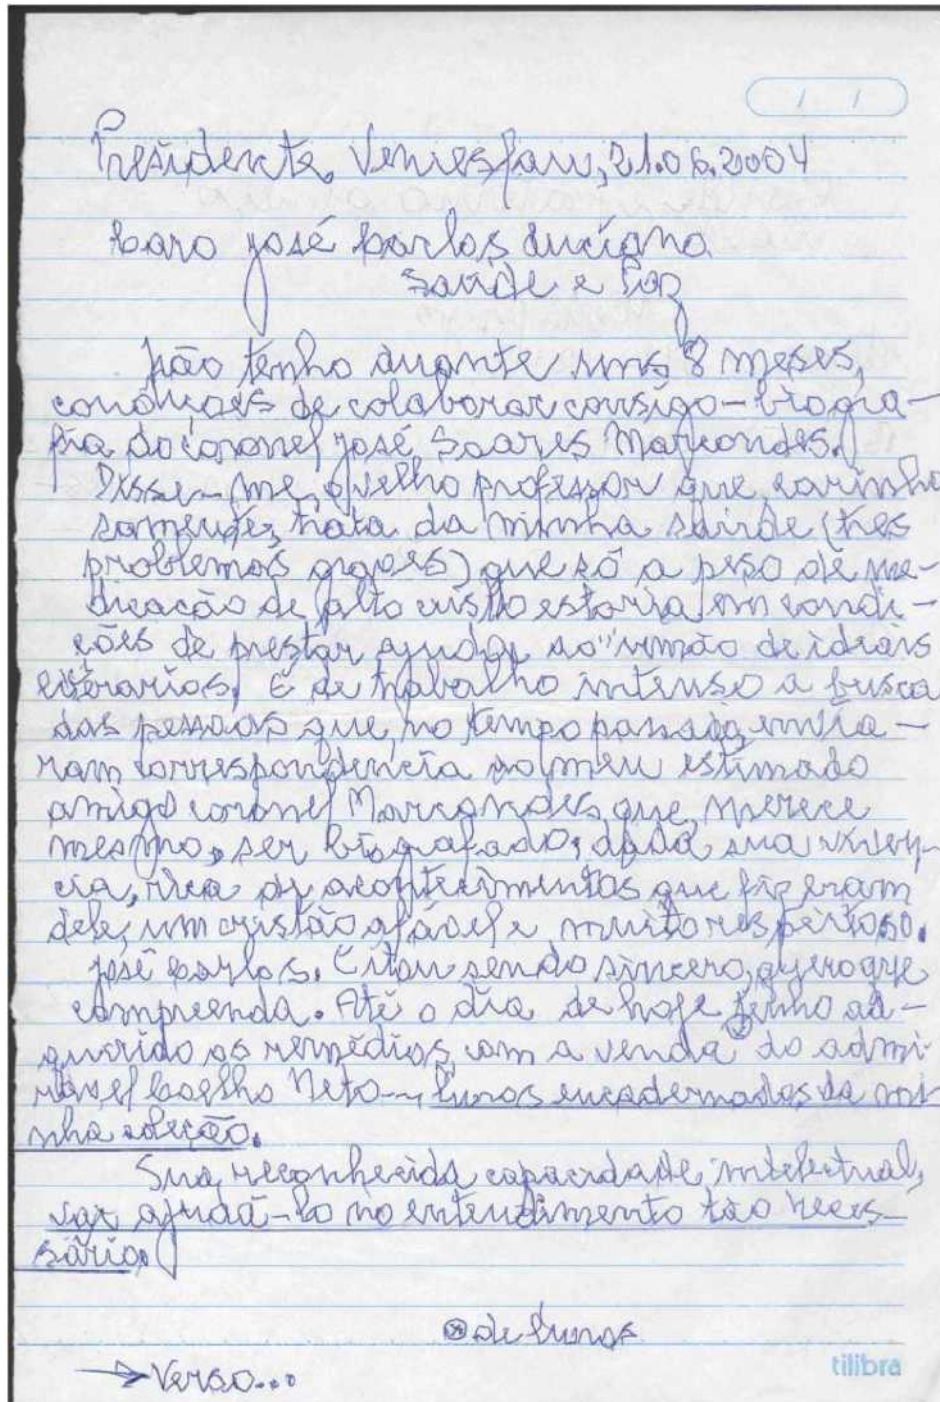 / /
Presidente Venceslau, 21.06.2004
Caro José Carlos Luciano
Saúde e Paz
Não tenho durante uns 8 meses,
condições de colaborar consigo - biogra-
fia do coronel José Soares Marcondes.
Disse-me, o velho professor que, carinho
somente, trata da minha saúde (tres
problemas graves) que só a peso de me-
dicação de alto custo estaria em condi-
ções de prestar ajuda, ao "irmão de ideais
literarios. É de trabalho intenso a busca
das pessoas que, no tempo passado, envia-
ram correspondencia ao meu estimado
amigo coronel Marcondes, que, merece
mesmo, ser biografado, dada sua vivên-
cia, rica de acontecimentos que fizeram
dele, um cristão afável e muito respeitoso.
José Carlos. Estou sendo sincero, quero que
compreenda. Até o dia de hoje tenho ad-
quirido os remédios com a venda do admi-
rável Coelho Neto -- livros encadernados da mi-
nha coleção.
Sua, reconhecida capacidade intelectual,
vai ajudá-lo no entendimento tão neces-
sário.
⊗ de livros
→ Verso...
tilibra